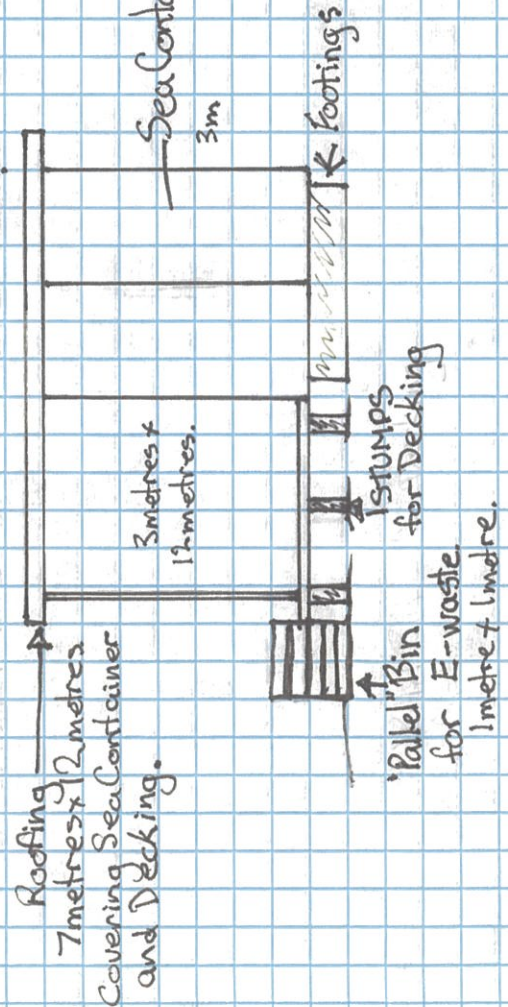 Roofing
7metres x 12metres
Covering Sea Container
and Decking.
3metres x
12metres.
Sea Conta
3m
Footings
STUMPS
for Decking
"Pallet" Bin
for E-waste.
1metre x 1metre.